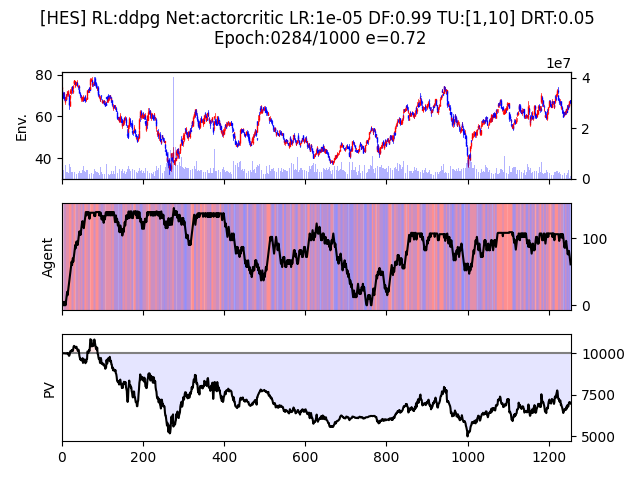 [HES] RL:ddpg Net:actorcritic LR:1e-05 DF:0.99 TU:[1,10] DRT:0.05
Epoch:0284/1000 e=0.72
1e7
80
60
40
Env.
4
2
0
Agent
100
0
PV
10000
7500
5000
0 200 400 600 800 1000 1200